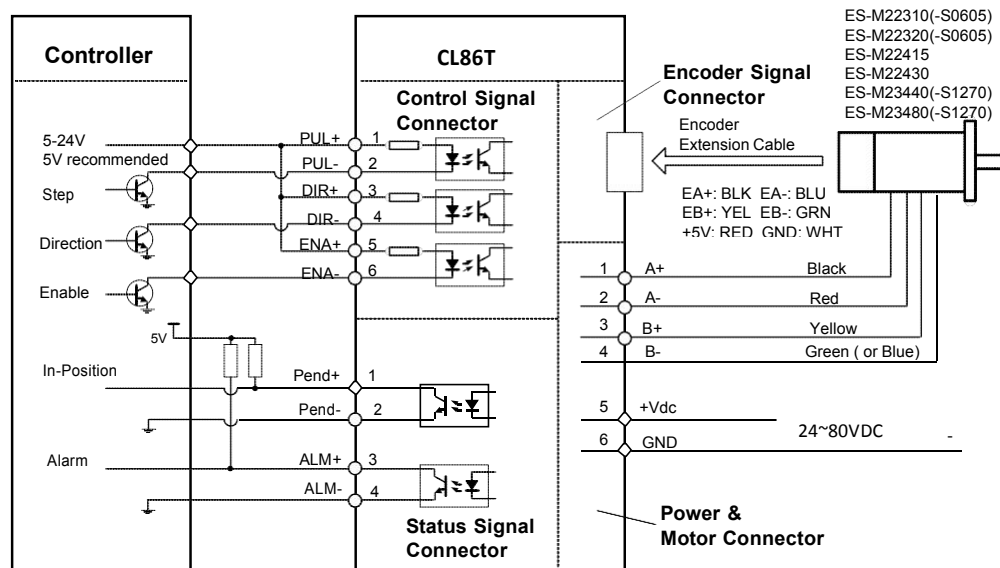 ES-M22310(-S0605)
ES-M22320(-S0605)
ES-M22415
ES-M22430
ES-M23440(-S1270)
ES-M23480(-S1270)
Controller
CL86T
Encoder Signal
Connector
Control Signal
Connector
Encoder
Extension Cable
EA+: BLK EA-: BLU
EB+: YEL EB-: GRN
+5V: RED GND: WHT
5-24V
5V recommended
Step
Direction
Enable
PUL+ 1
PUL- 2
DIR+ 3
DIR- 4
ENA+ 5
ENA- 6
1 A+ Black
2 A- Red
3 B+ Yellow
4 B- Green ( or Blue)
5V
In-Position
Pend+ 1
Pend- 2
Alarm
ALM+ 3
ALM- 4
5 +Vdc
24~80VDC -
6 GND
Status Signal
Connector
Power &
Motor Connector